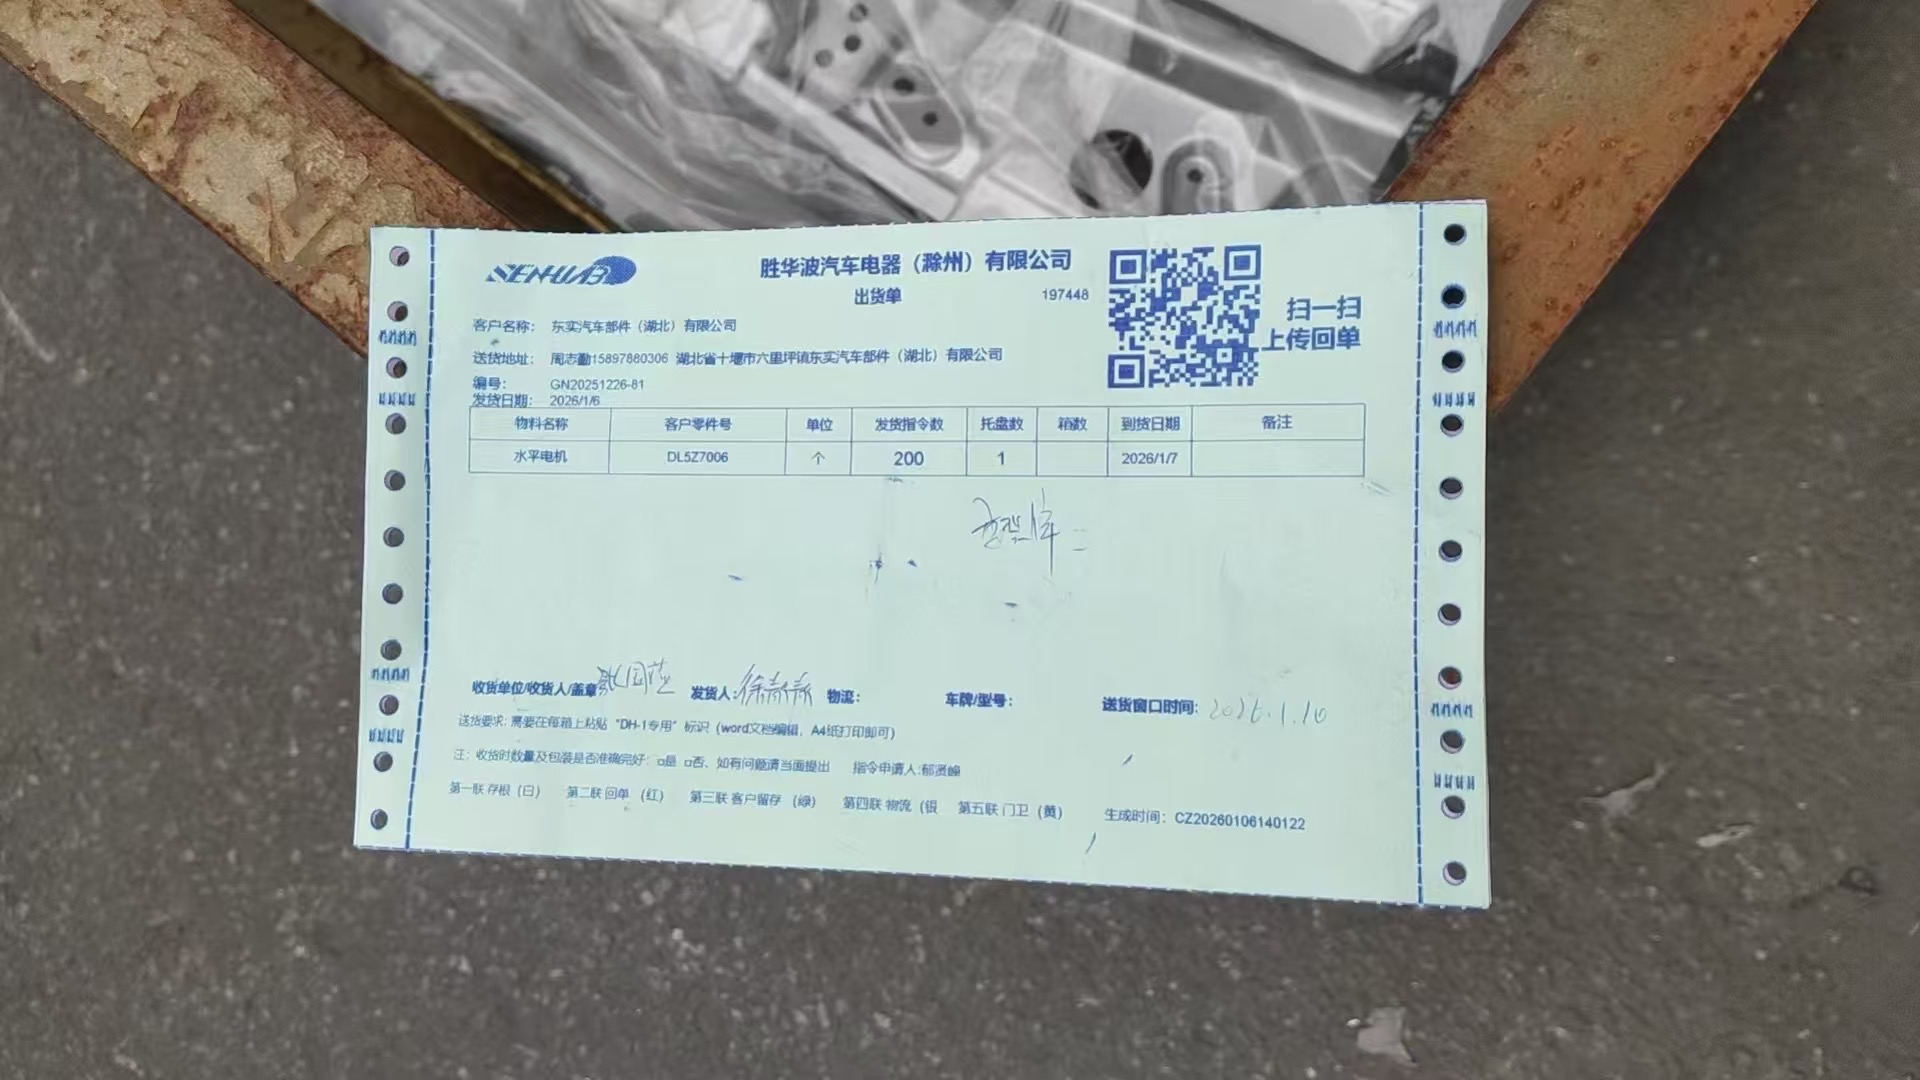 SENHUAB
胜华波汽车电器（滁州）有限公司
出货单 197448
扫一扫
上传回单
客户名称： 东实汽车部件（湖北）有限公司
送货地址： 周志勤15897880306 湖北省十堰市六里坪镇东实汽车部件（湖北）有限公司
编号： GN20251226-81
发货日期： 2026/1/6
物料名称 客户零件号 单位 发货指令数 托盘数 箱数 到货日期 备注
水平电机 DL5Z7006 个 200 1 2026/1/7
收货单位/收货人/盖章： 发货人: 物流： 车牌/型号： 送货窗口时间： 2026.1.10
送货要求: 需要在每箱上粘贴 “DH-1专用” 标识（word文档编辑，A4纸打印即可）
注：收货时数量及包装是否准确完好：□是 □否、如有问题请当面提出 指令申请人:郁贤峰
第一联 存根（白） 第二联 回单 （红） 第三联 客户留存 （绿） 第四联 物流（银 第五联 门卫（黄） 生成时间：CZ20260106140122